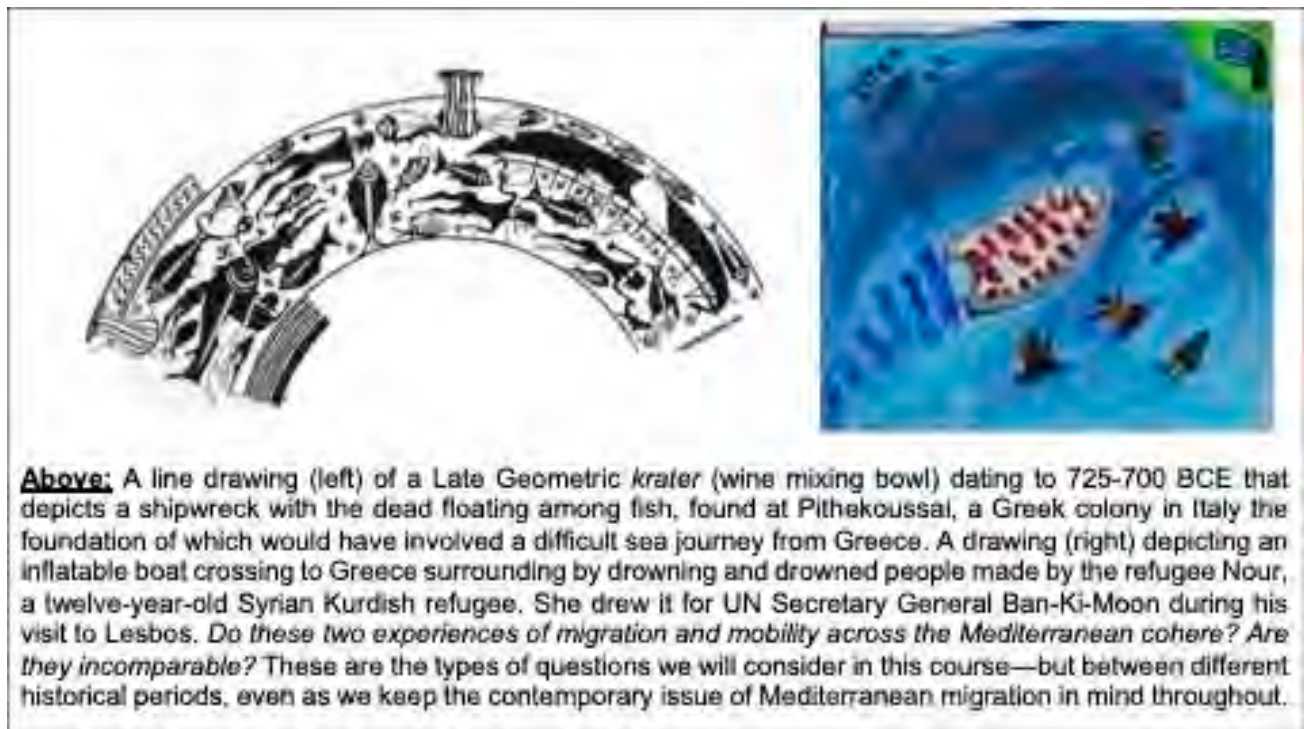 Above: A line drawing (left) of a Late Geometric krater (wine mixing bowl) dating to 725-700 BCE that
depicts a shipwreck with the dead floating among fish, found at Pithekoussai, a Greek colony in Italy the
foundation of which would have involved a difficult sea journey from Greece. A drawing (right) depicting an
inflatable boat crossing to Greece surrounding by drowning and drowned people made by the refugee Nour,
a twelve-year-old Syrian Kurdish refugee. She drew it for UN Secretary General Ban-Ki-Moon during his
visit to Lesbos. Do these two experiences of migration and mobility across the Mediterranean cohere? Are
they incomparable? These are the types of questions we will consider in this course—but between different
historical periods, even as we keep the contemporary issue of Mediterranean migration in mind throughout.